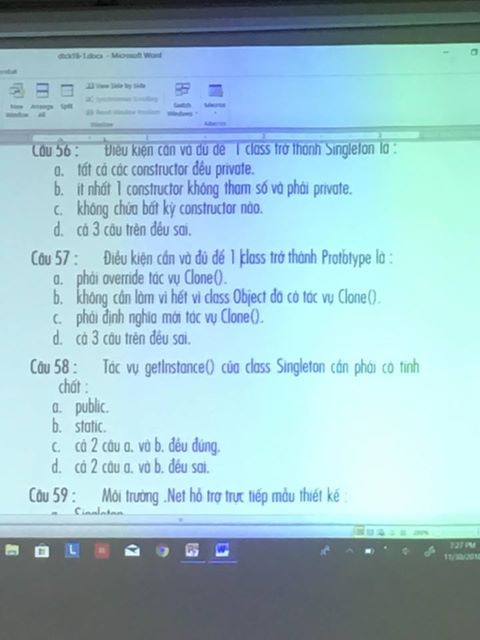 dtck18-1.docx - Microsoft Word
View Side by Side
Synchronous Scrolling
Reset Window Position
New Window
Arrange All
Split
Switch Windows
Macros
Window
Macros
Câu 56 : Điều kiện cần và đủ để 1 class trở thành Singleton là :
a. tất cả các constructor đều private.
b. ít nhất 1 constructor không tham số và phải private.
c. không chứa bất kỳ constructor nào.
d. cả 3 câu trên đều sai.
Câu 57 : Điều kiện cần và đủ để 1 class trở thành Prototype là :
a. phải override tác vụ Clone().
b. không cần làm vì hết vì class Object đã có tác vụ Clone().
c. phải định nghĩa mới tác vụ Clone().
d. cả 3 câu trên đều sai.
Câu 58 : Tác vụ getInstance() của class Singleton cần phải có tính
chất :
a. public.
b. static.
c. cả 2 câu a. và b. đều đúng.
d. cả 2 câu a. và b. đều sai.
Câu 59 : Môi trường .Net hỗ trợ trực tiếp mẫu thiết kế :
a. Singleton
7:27 PM